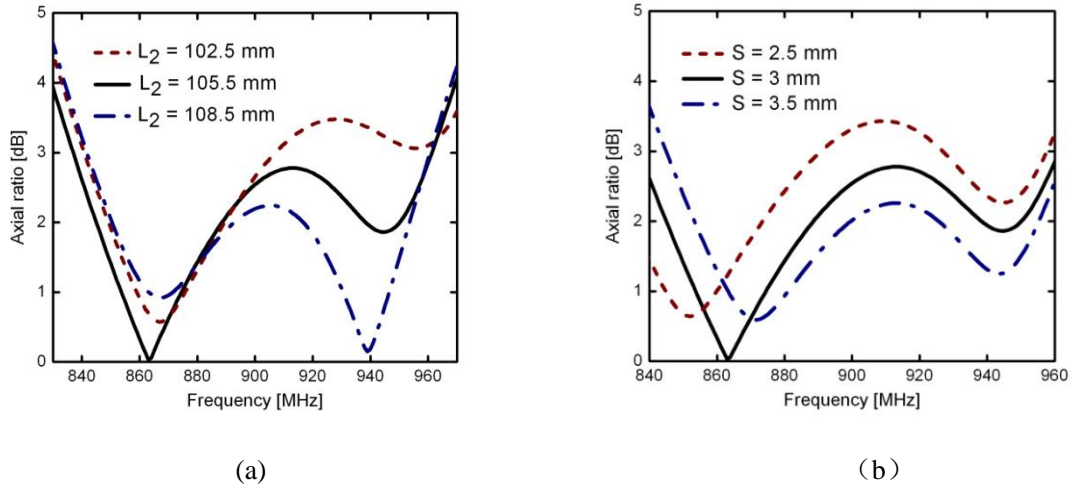 5
4
3
2
1
0
Axial ratio [dB]
L2 = 102.5 mm
L2 = 105.5 mm
L2 = 108.5 mm
840 860 880 900 920 940 960
Frequency [MHz]
(a)
5
4
3
2
1
0
Axial ratio [dB]
S = 2.5 mm
S = 3 mm
S = 3.5 mm
840 860 880 900 920 940 960
Frequency [MHz]
（b）